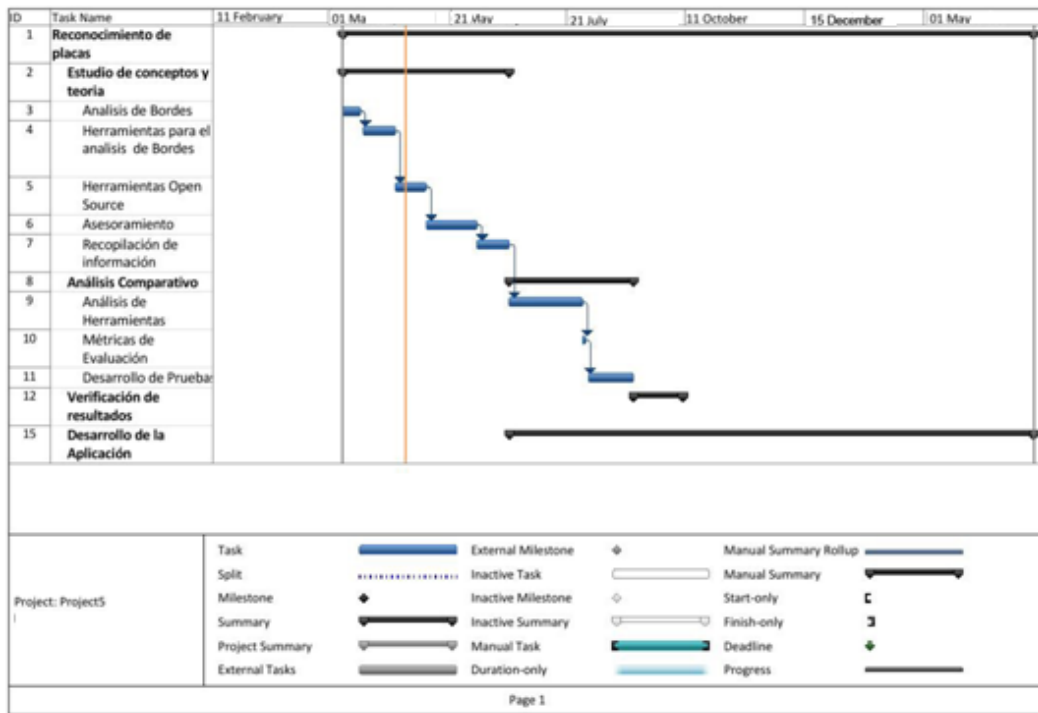 ID Task Name 11 February 01 Ma 21 May 21 July 11 October 15 December 01 May
1 Reconocimiento de
placas
2 Estudio de conceptos y
teoria
3 Analisis de Bordes
4 Herramientas para el
analisis de Bordes
5 Herramientas Open
Source
6 Asesoramiento
7 Recopilación de
información
8 Análisis Comparativo
9 Análisis de
Herramientas
10 Métricas de
Evaluación
11 Desarrollo de Prueba
12 Verificación de
resultados
15 Desarrollo de la
Aplicación
Project: Project5
Task External Milestone Manual Summary Rollup
Split Inactive Task Manual Summary
Milestone Inactive Milestone Start-only
Summary Inactive Summary Finish-only
Project Summary Manual Task Deadline
External Tasks Duration-only Progress
Page 1